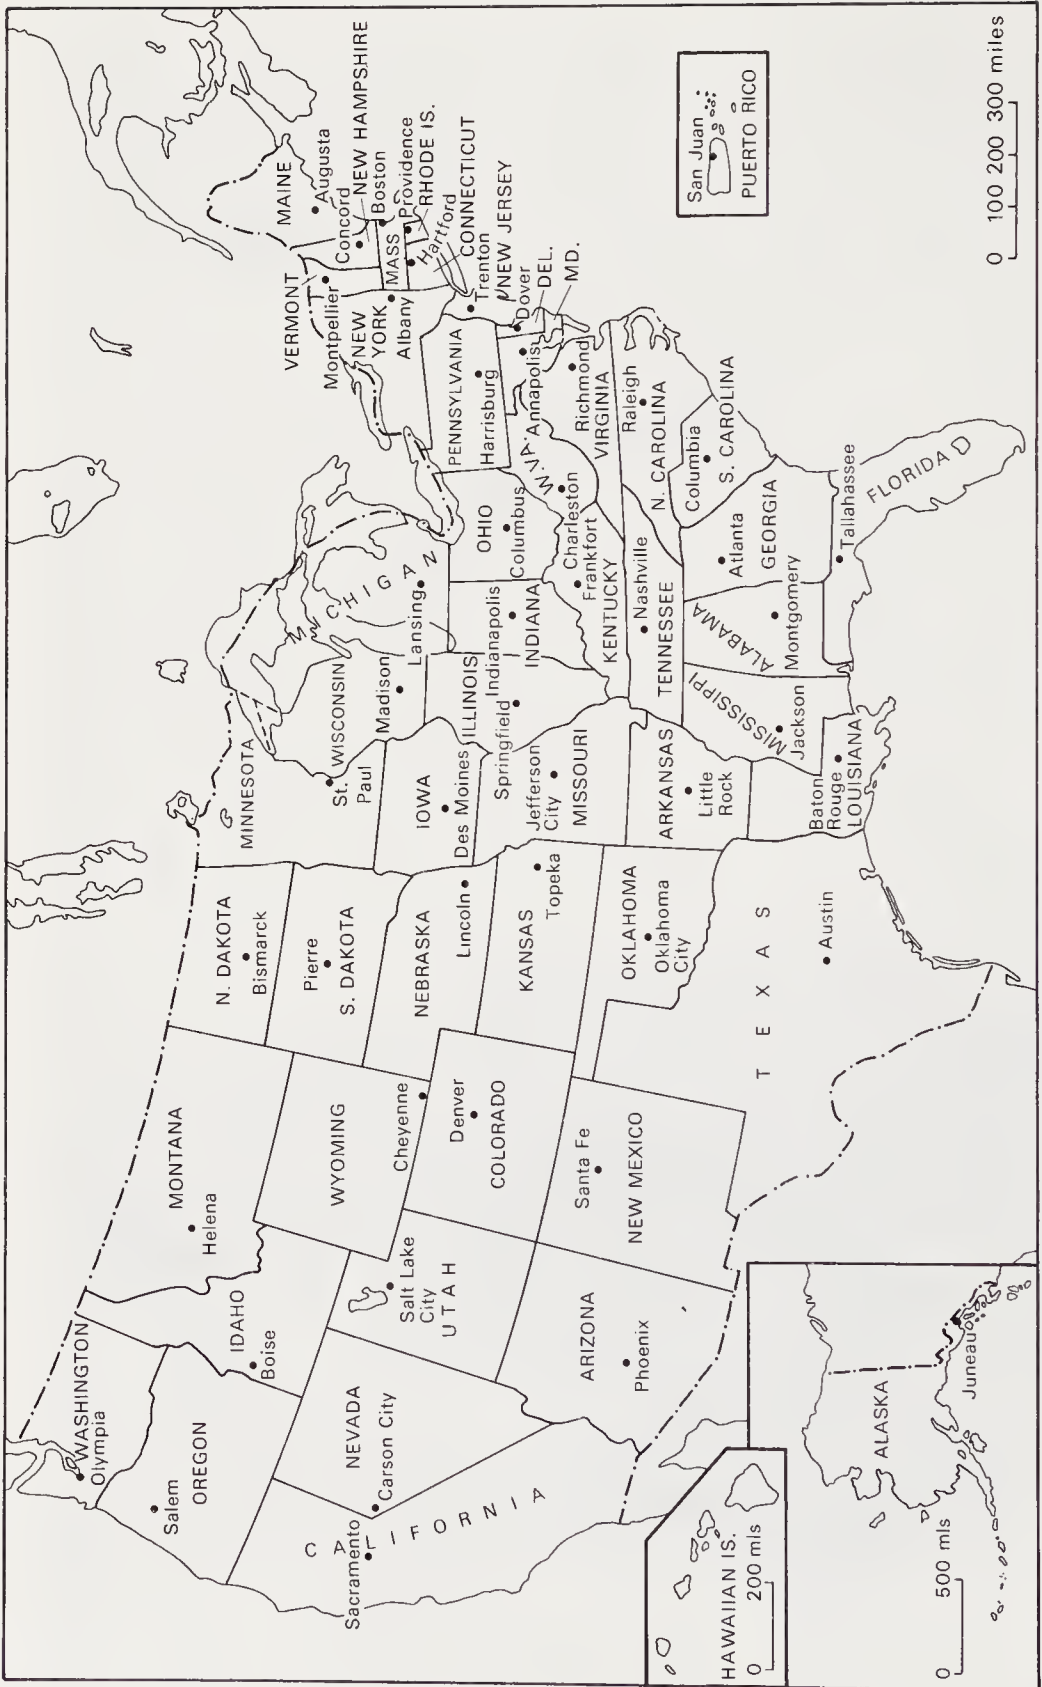 WASHINGTON
Olympia
Salem
OREGON
CALIFORNIA
Sacramento
NEVADA
Carson City
IDAHO
Boise
MONTANA
Helena
WYOMING
Cheyenne
Salt Lake
City
UTAH
Denver
COLORADO
ARIZONA
Phoenix
Santa Fe
NEW MEXICO
N. DAKOTA
Bismarck
Pierre
S. DAKOTA
NEBRASKA
Lincoln
KANSAS
Topeka
OKLAHOMA
Oklahoma
City
TEXAS
Austin
MINNESOTA
St.
Paul
IOWA
Des Moines
Jefferson
City
MISSOURI
ARKANSAS
Little
Rock
Baton
Rouge
LOUISIANA
WISCONSIN
Madison
ILLINOIS
Springfield
MICHIGAN
Lansing
Indianapolis
INDIANA
OHIO
Columbus
Frankfort
KENTUCKY
Nashville
TENNESSEE
MISSISSIPPI
Jackson
ALABAMA
Montgomery
Atlanta
GEORGIA
Tallahassee
FLORIDA
W. VA.
Charleston
Richmond
VIRGINIA
Raleigh
N. CAROLINA
Columbia
S. CAROLINA
PENNSYLVANIA
Harrisburg
Annapolis
Dover
DEL.
MD.
Trenton
NEW JERSEY
NEW
YORK
Albany
VERMONT
Montpellier
MAINE
Augusta
Concord
NEW HAMPSHIRE
Boston
MASS
Providence
RHODE IS.
Hartford
CONNECTICUT
San Juan
PUERTO RICO
0 100 200 300 miles
HAWAIIAN IS.
0 200 mls
ALASKA
Juneau
0 500 mls